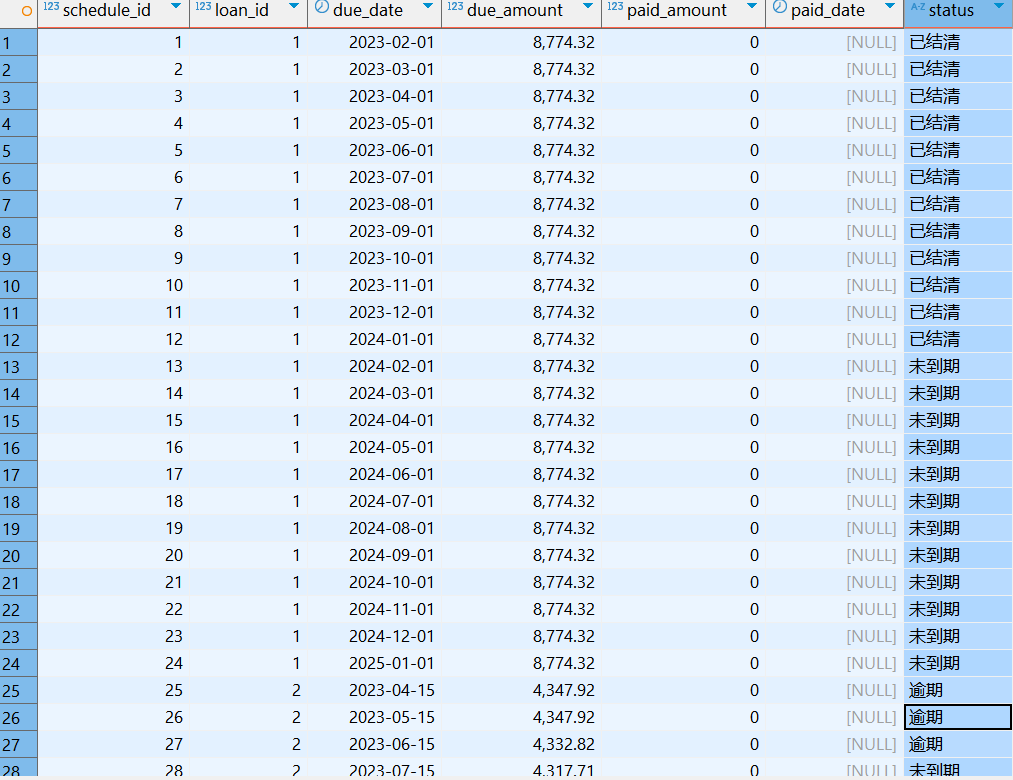 123 schedule_id 123 loan_id due_date 123 due_amount 123 paid_amount paid_date A-Z status
1 1 1 2023-02-01 8,774.32 0 [NULL] 已结清
2 2 1 2023-03-01 8,774.32 0 [NULL] 已结清
3 3 1 2023-04-01 8,774.32 0 [NULL] 已结清
4 4 1 2023-05-01 8,774.32 0 [NULL] 已结清
5 5 1 2023-06-01 8,774.32 0 [NULL] 已结清
6 6 1 2023-07-01 8,774.32 0 [NULL] 已结清
7 7 1 2023-08-01 8,774.32 0 [NULL] 已结清
8 8 1 2023-09-01 8,774.32 0 [NULL] 已结清
9 9 1 2023-10-01 8,774.32 0 [NULL] 已结清
10 10 1 2023-11-01 8,774.32 0 [NULL] 已结清
11 11 1 2023-12-01 8,774.32 0 [NULL] 已结清
12 12 1 2024-01-01 8,774.32 0 [NULL] 已结清
13 13 1 2024-02-01 8,774.32 0 [NULL] 未到期
14 14 1 2024-03-01 8,774.32 0 [NULL] 未到期
15 15 1 2024-04-01 8,774.32 0 [NULL] 未到期
16 16 1 2024-05-01 8,774.32 0 [NULL] 未到期
17 17 1 2024-06-01 8,774.32 0 [NULL] 未到期
18 18 1 2024-07-01 8,774.32 0 [NULL] 未到期
19 19 1 2024-08-01 8,774.32 0 [NULL] 未到期
20 20 1 2024-09-01 8,774.32 0 [NULL] 未到期
21 21 1 2024-10-01 8,774.32 0 [NULL] 未到期
22 22 1 2024-11-01 8,774.32 0 [NULL] 未到期
23 23 1 2024-12-01 8,774.32 0 [NULL] 未到期
24 24 1 2025-01-01 8,774.32 0 [NULL] 未到期
25 25 2 2023-04-15 4,347.92 0 [NULL] 逾期
26 26 2 2023-05-15 4,347.92 0 [NULL] 逾期
27 27 2 2023-06-15 4,332.82 0 [NULL] 逾期
28 28 2 2023-07-15 4,317.71 0 [NULL] 未到期